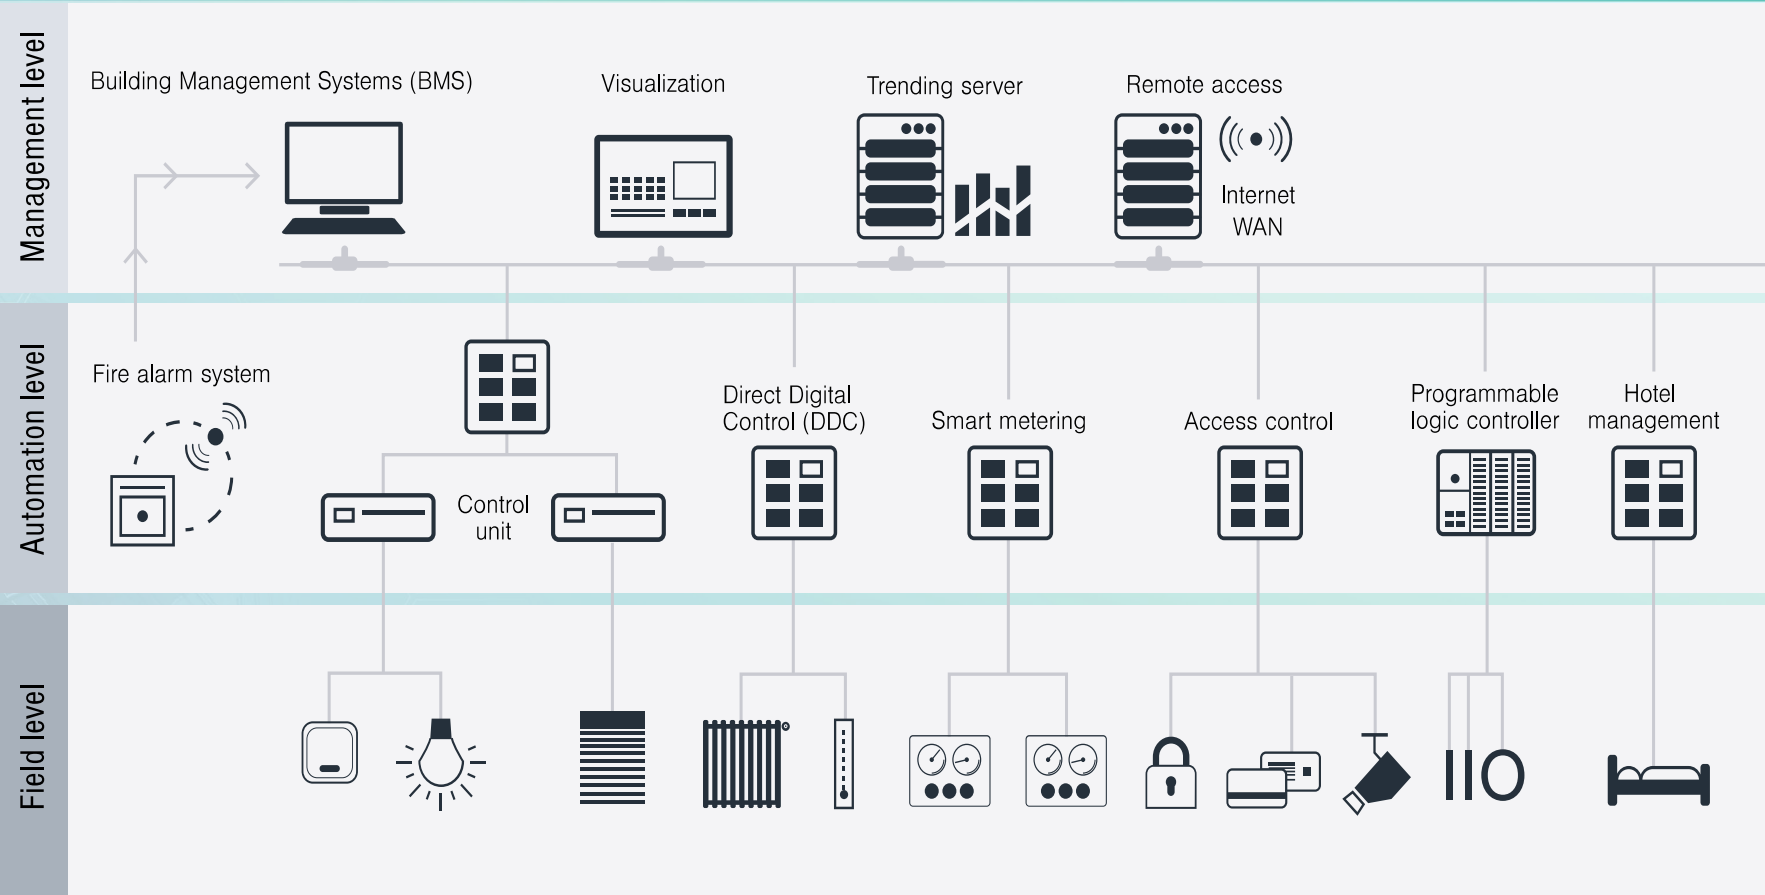 Management level
Building Management Systems (BMS)
Visualization
Trending server
Remote access
Internet
WAN
Automation level
Fire alarm system
Control
unit
Direct Digital
Control (DDC)
Smart metering
Access control
Programmable
logic controller
Hotel
management
Field level
IIO